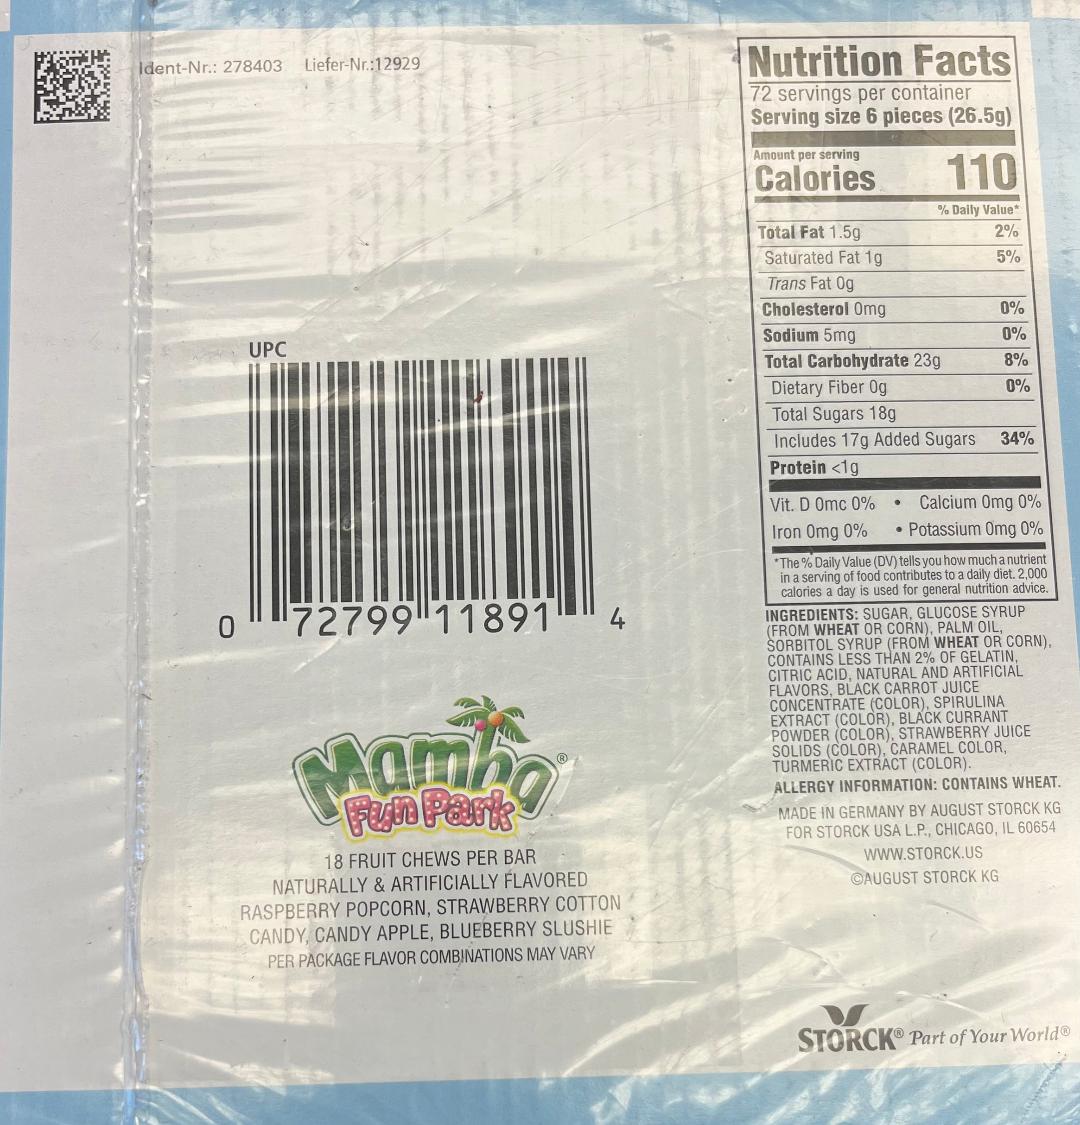 Ident-Nr.: 278403 Liefer-Nr.:12929
UPC
0 72799 11891 4
Mamba®
Fun Park
18 FRUIT CHEWS PER BAR
NATURALLY & ARTIFICIALLY FLAVORED
RASPBERRY POPCORN, STRAWBERRY COTTON
CANDY, CANDY APPLE, BLUEBERRY SLUSHIE
PER PACKAGE FLAVOR COMBINATIONS MAY VARY
Nutrition Facts
72 servings per container
Serving size 6 pieces (26.5g)
Amount per serving
Calories 110
% Daily Value*
Total Fat 1.5g 2%
Saturated Fat 1g 5%
Trans Fat 0g
Cholesterol 0mg 0%
Sodium 5mg 0%
Total Carbohydrate 23g 8%
Dietary Fiber 0g 0%
Total Sugars 18g
Includes 17g Added Sugars 34%
Protein <1g
Vit. D 0mc 0% • Calcium 0mg 0%
Iron 0mg 0% • Potassium 0mg 0%
*The % Daily Value (DV) tells you how much a nutrient
in a serving of food contributes to a daily diet. 2,000
calories a day is used for general nutrition advice.
INGREDIENTS: SUGAR, GLUCOSE SYRUP
(FROM WHEAT OR CORN), PALM OIL,
SORBITOL SYRUP (FROM WHEAT OR CORN),
CONTAINS LESS THAN 2% OF GELATIN,
CITRIC ACID, NATURAL AND ARTIFICIAL
FLAVORS, BLACK CARROT JUICE
CONCENTRATE (COLOR), SPIRULINA
EXTRACT (COLOR), BLACK CURRANT
POWDER (COLOR), STRAWBERRY JUICE
SOLIDS (COLOR), CARAMEL COLOR,
TURMERIC EXTRACT (COLOR).
ALLERGY INFORMATION: CONTAINS WHEAT.
MADE IN GERMANY BY AUGUST STORCK KG
FOR STORCK USA L.P., CHICAGO, IL 60654
WWW.STORCK.US
©AUGUST STORCK KG
STORCK® Part of Your World®